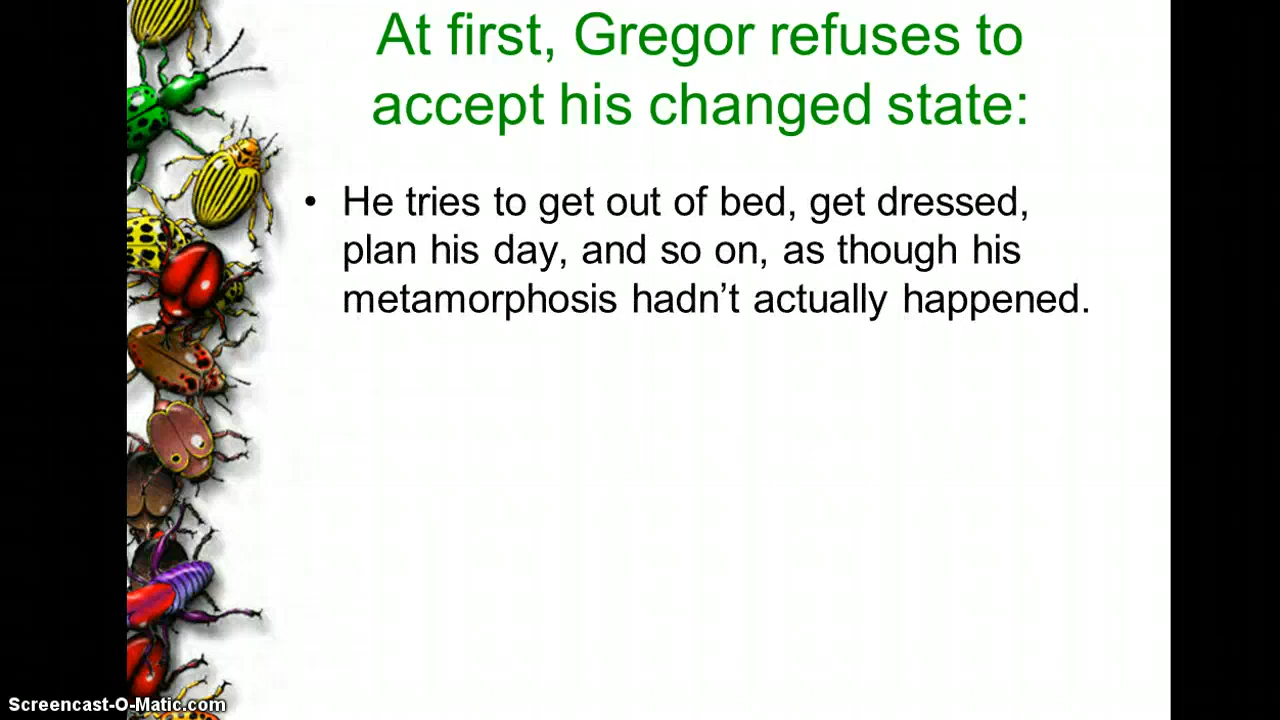 At first, Gregor refuses to
accept his changed state:
• He tries to get out of bed, get dressed,
plan his day, and so on, as though his
metamorphosis hadn’t actually happened.
Screencast-O-Matic.com